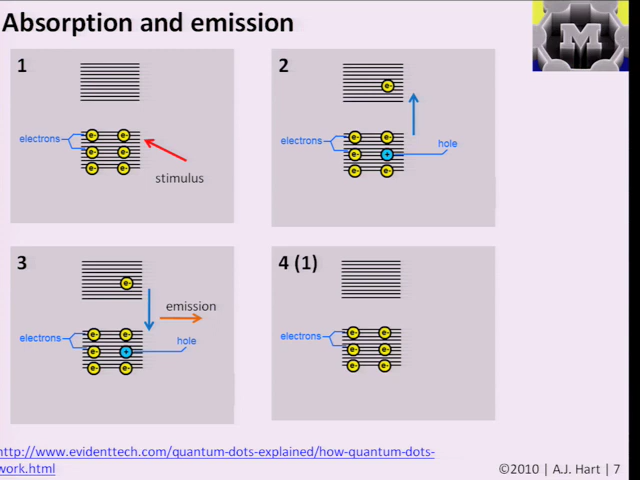 Absorption and emission
M
1
electrons
e-
e-
e-
e-
e-
e-
stimulus
2
e-
electrons
e-
e-
e-
+
e-
e-
hole
3
e-
emission
electrons
e-
e-
e-
+
e-
e-
hole
4 (1)
electrons
e-
e-
e-
e-
e-
e-
http://www.evidenttech.com/quantum-dots-explained/how-quantum-dots-
work.html
©2010 | A.J. Hart | 7